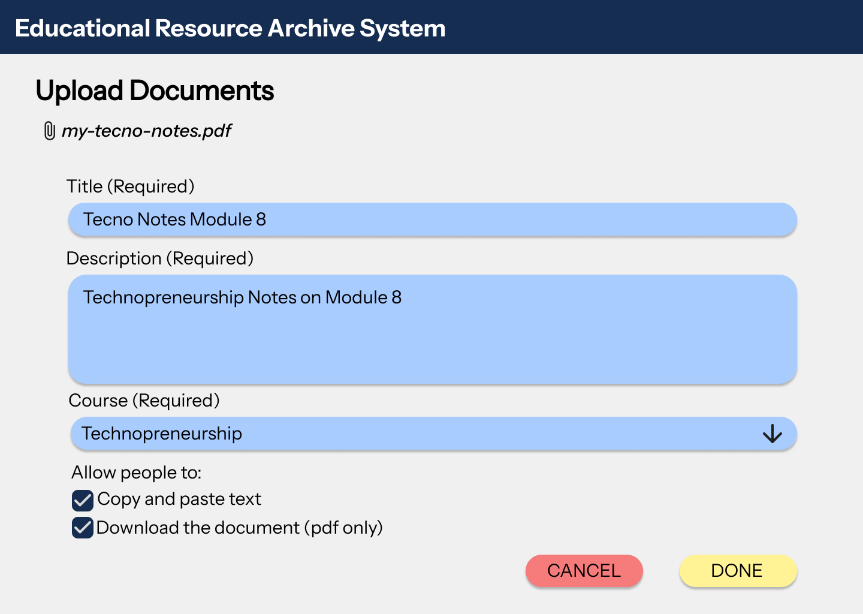 Educational Resource Archive System
Upload Documents
my-tecno-notes.pdf
Title (Required)
Tecno Notes Module 8
Description (Required)
Technopreneurship Notes on Module 8
Course (Required)
Technopreneurship
Allow people to:
Copy and paste text
Download the document (pdf only)
CANCEL DONE